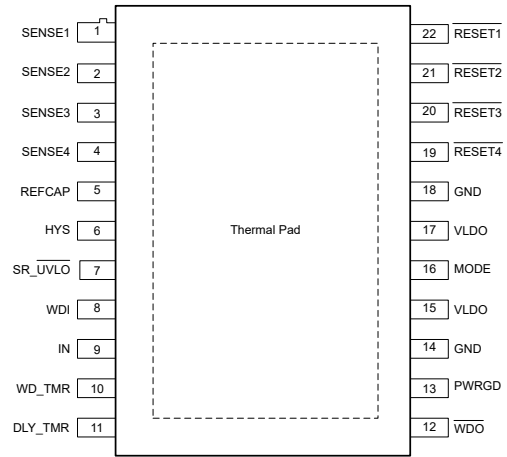 SENSE1 1
22 RESET1
SENSE2 2
21 RESET2
SENSE3 3
20 RESET3
SENSE4 4
19 RESET4
REFCAP 5
18 GND
HYS 6
Thermal Pad
17 VLDO
SR_UVLO 7
16 MODE
WDI 8
15 VLDO
IN 9
14 GND
WD_TMR 10
13 PWRGD
DLY_TMR 11
12 WDO